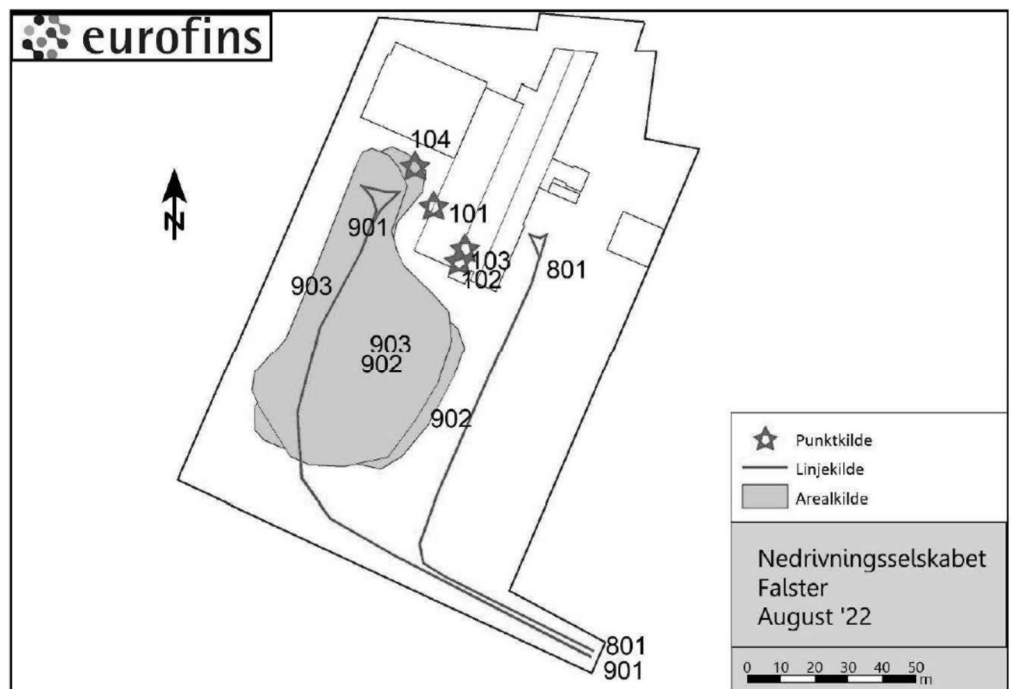 eurofins
N
104
101
901
103
102
801
903
903
902
902
801
901
Punktkilde
Linjekilde
Arealkilde
Nedrivningsselskabet
Falster
August '22
0 10 20 30 40 50
m